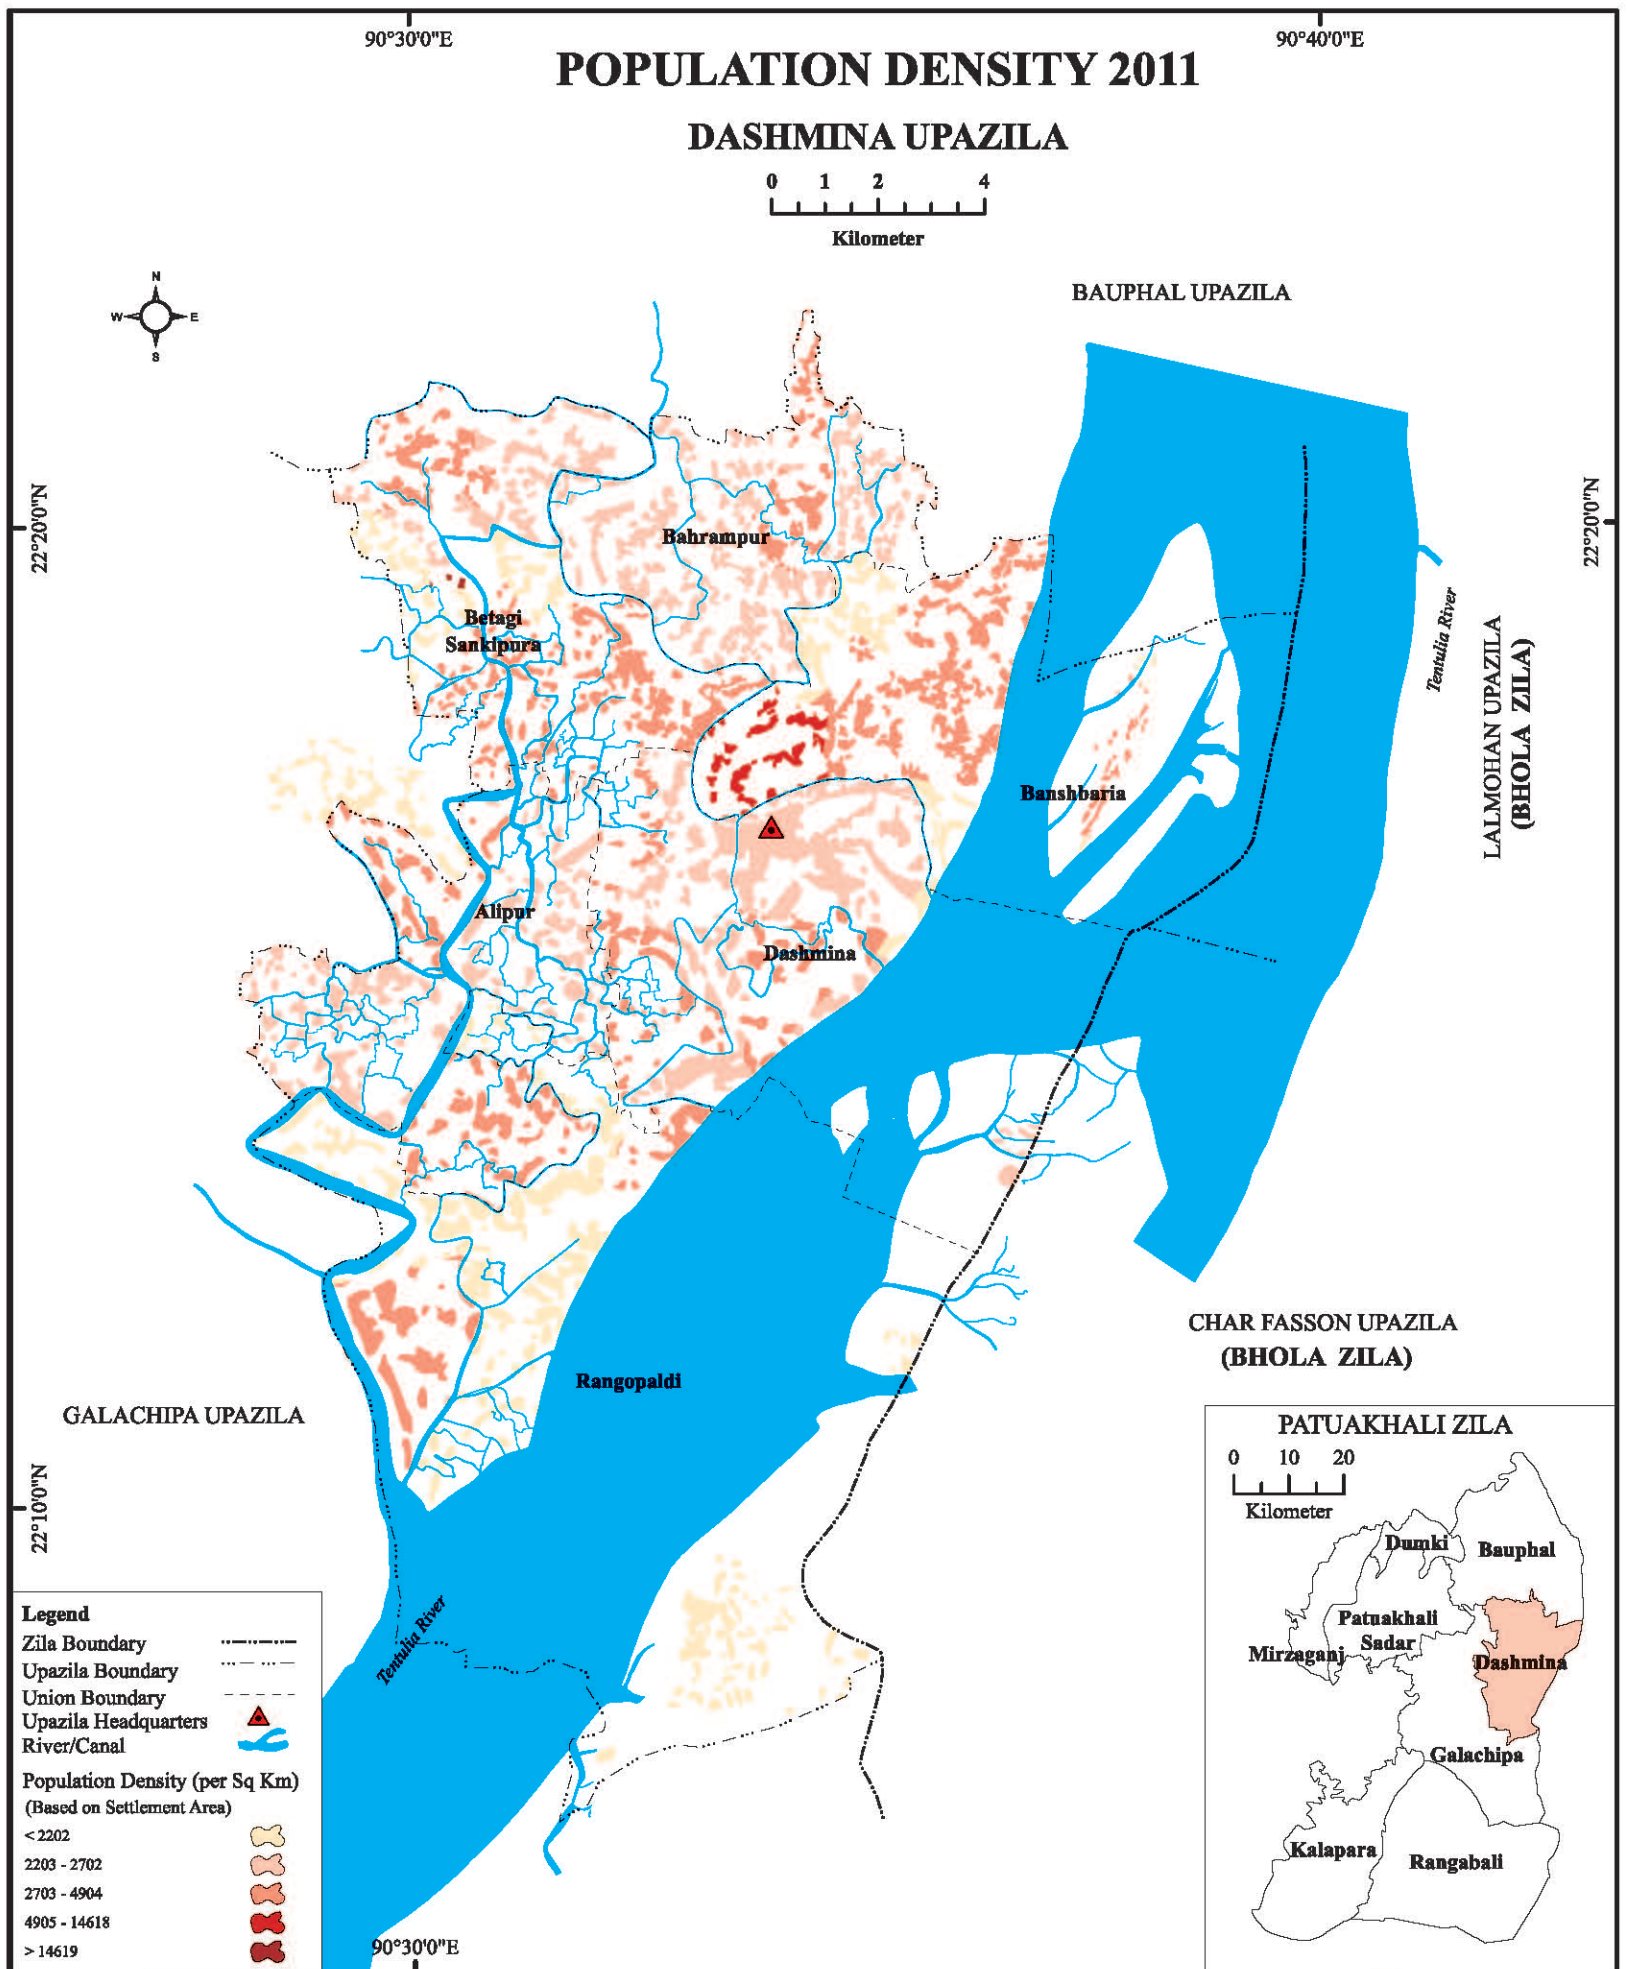 90°30'0"E
90°40'0"E
POPULATION DENSITY 2011
DASHMINA UPAZILA
0 1 2 4
Kilometer
N
W E
S
BAUPHAL UPAZILA
22°20'0"N
22°20'0"N
Bahrampur
Betagi
Sankipura
Tentulia River
LALMOHAN UPAZILA
(BHOLA ZILA)
Banshbaria
Alipur
Dashmina
CHAR FASSON UPAZILA
(BHOLA ZILA)
Rangopaldi
GALACHIPA UPAZILA
22°10'0"N
Tentulia River
PATUAKHALI ZILA
0 10 20
Kilometer
Dumki
Bauphal
Patuakhali
Sadar
Mirzaganj
Dashmina
Galachipa
Kalapara
Rangabali
Legend
Zila Boundary
Upazila Boundary
Union Boundary
Upazila Headquarters
River/Canal
Population Density (per Sq Km)
(Based on Settlement Area)
< 2202
2203 - 2702
2703 - 4904
4905 - 14618
> 14619
90°30'0"E